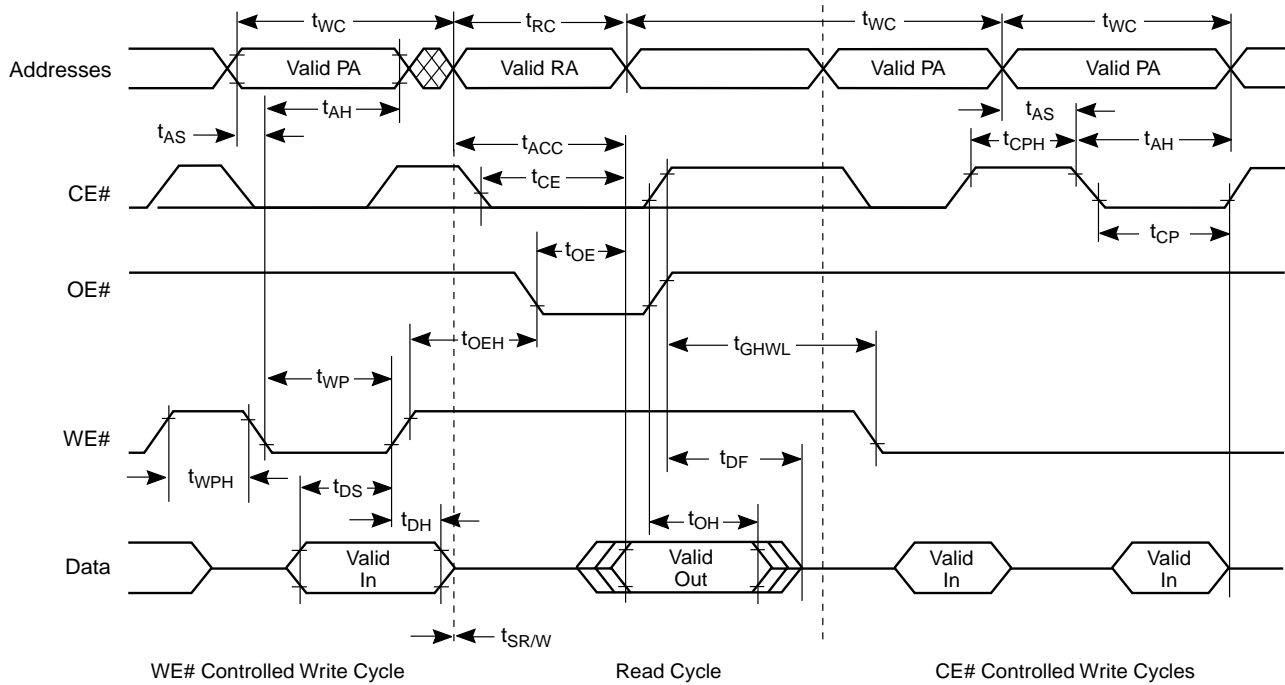 tWC tRC tWC tWC
Addresses Valid PA Valid RA Valid PA Valid PA
tAH tAS
tAS tACC tCPH tAH
CE# tCE
tCP
tOE
OE#
tOEH tGHWL
tWP
WE#
tWPH tDS tDF
tDH tOH
Data Valid In Valid Out Valid In Valid In
tSR/W
WE# Controlled Write Cycle Read Cycle CE# Controlled Write Cycles